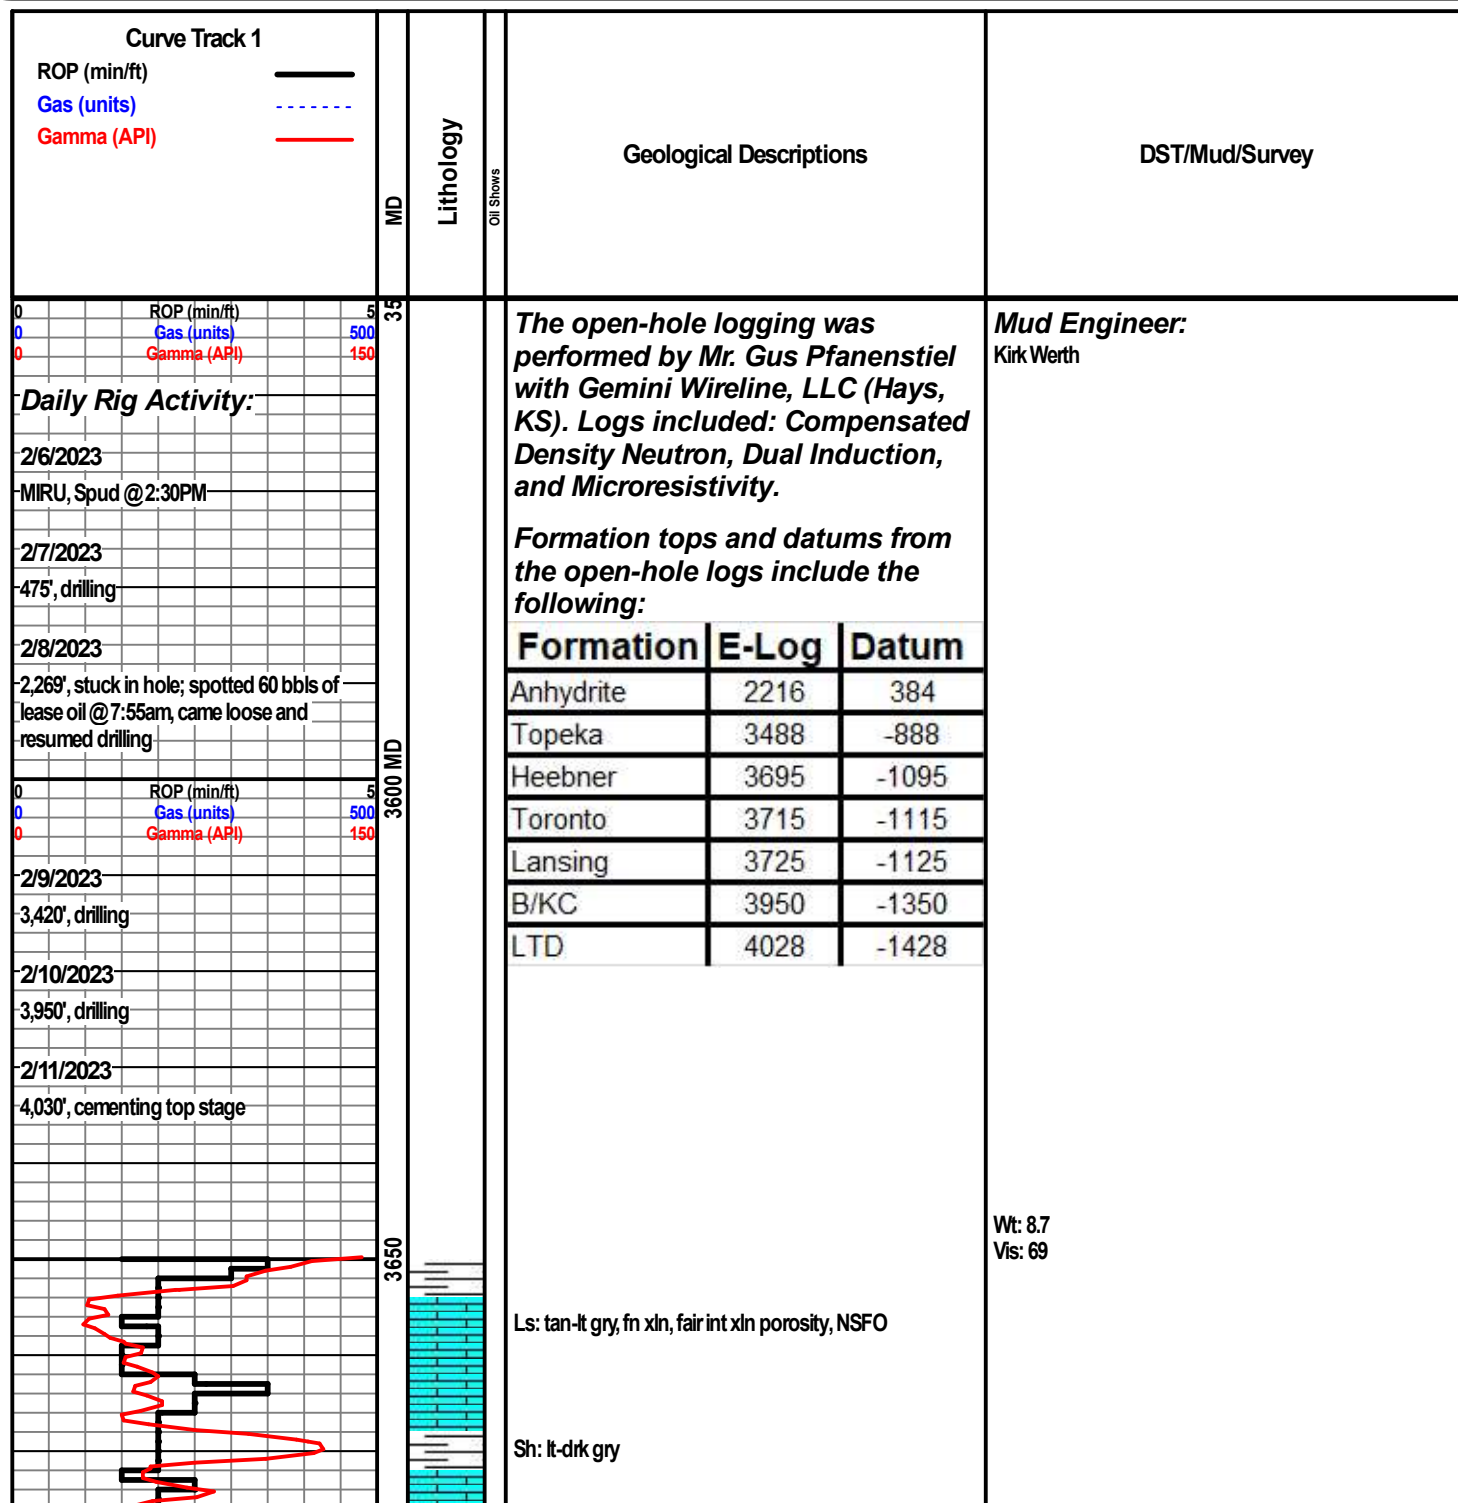 Curve Track 1
ROP (min/ft)
Gas (units)
Gamma (API)
MD
Lithology
Oil Shows
Geological Descriptions
DST/Mud/Survey
0 ROP (min/ft) 5
0 Gas (units) 500
0 Gamma (API) 150
35
Daily Rig Activity:
2/6/2023
MIRU, Spud @ 2:30PM
2/7/2023
475', drilling
2/8/2023
2,269', stuck in hole; spotted 60 bbls of
lease oil @ 7:55am, came loose and
resumed drilling
3600 MD
0 ROP (min/ft) 5
0 Gas (units) 500
0 Gamma (API) 150
2/9/2023
3,420', drilling
2/10/2023
3,950', drilling
2/11/2023
4,030', cementing top stage
3650
The open-hole logging was
performed by Mr. Gus Pfanenstiel
with Gemini Wireline, LLC (Hays,
KS). Logs included: Compensated
Density Neutron, Dual Induction,
and Microresistivity.
Formation tops and datums from
the open-hole logs include the
following:
Formation E-Log Datum
Anhydrite 2216 384
Topeka 3488 -888
Heebner 3695 -1095
Toronto 3715 -1115
Lansing 3725 -1125
B/KC 3950 -1350
LTD 4028 -1428
Ls: tan-lt gry, fn xln, fair int xln porosity, NSFO
Sh: lt-drk gry
Mud Engineer:
Kirk Werth
Wt: 8.7
Vis: 69